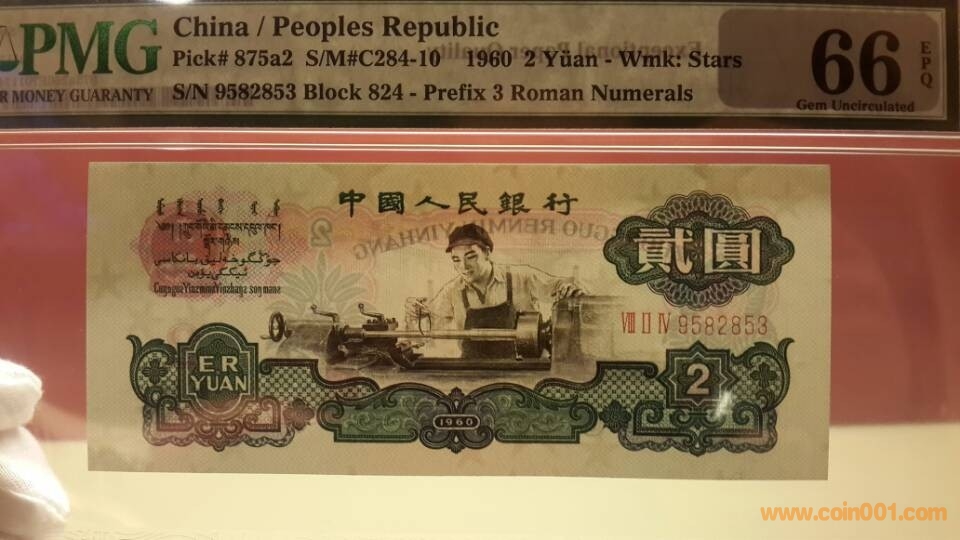 PMG
MONEY GUARANTY
China / Peoples Republic
Pick# 875a2 S/M#C284-10 1960 2 Yüan - Wmk: Stars
S/N 9582853 Block 824 - Prefix 3 Roman Numerals
66
EPQ
Gem Uncirculated
中國人民銀行
貳圓
VIII II IV 9582853
ER
YUAN
1960
2
www.coin001.com